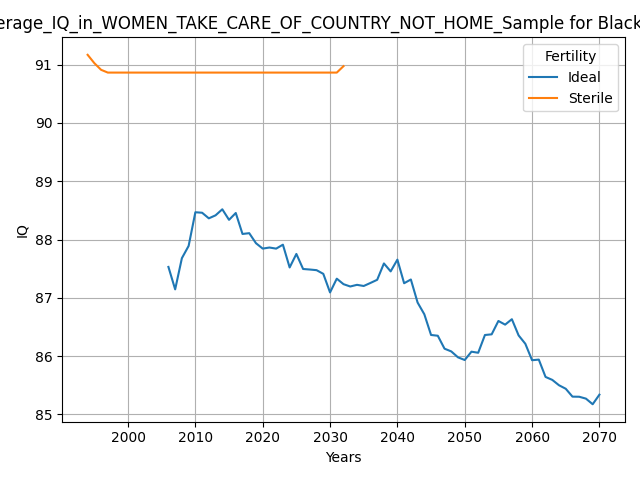 erage_IQ_in_WOMEN_TAKE_CARE_OF_COUNTRY_NOT_HOME_Sample for Black
Fertility
Ideal
Sterile
91
90
89
88
87
86
85
IQ
2000 2010 2020 2030 2040 2050 2060 2070
Years